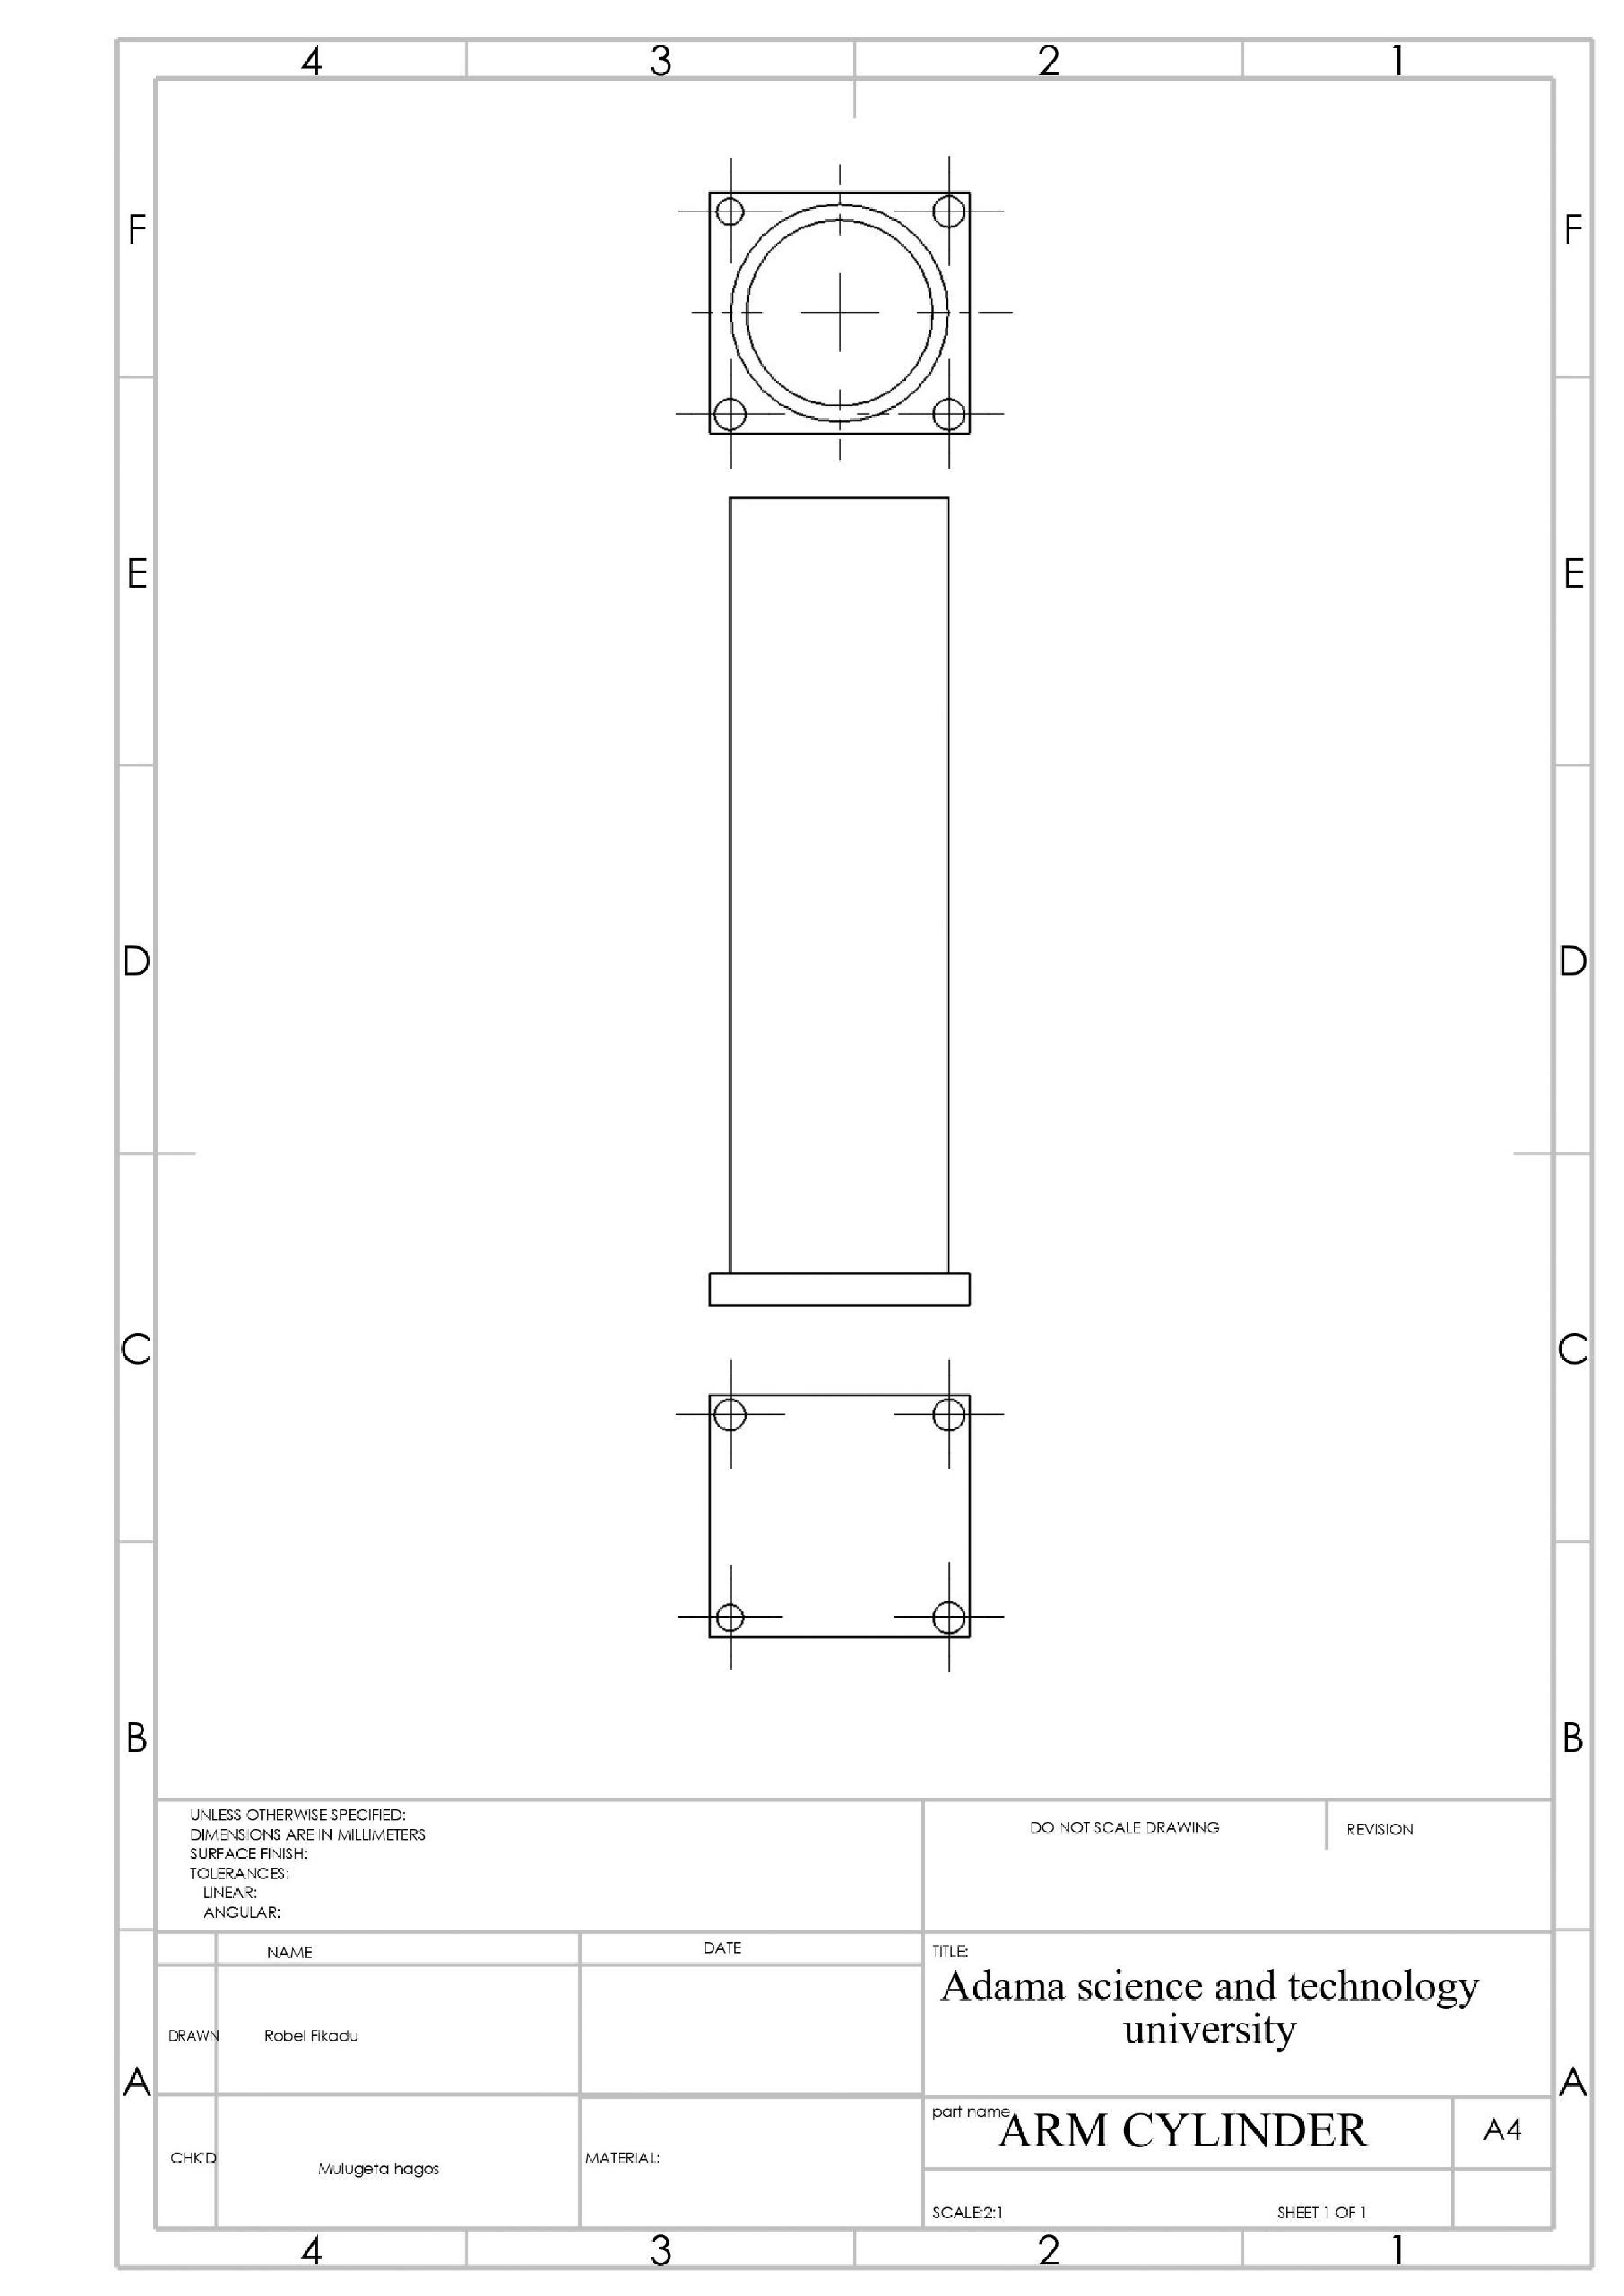 4 3 2 1
F F
E E
D D
C C
B B
UNLESS OTHERWISE SPECIFIED:
DIMENSIONS ARE IN MILLIMETERS
SURFACE FINISH:
TOLERANCES:
LINEAR:
ANGULAR:
DO NOT SCALE DRAWING
REVISION
NAME
DATE
TITLE:
Adama science and technology
university
DRAWN
Robel Fikadu
A A
part name
ARM CYLINDER
A4
CHK'D
Mulugeta hagos
MATERIAL:
SCALE:2:1
SHEET 1 OF 1
4 3 2 1